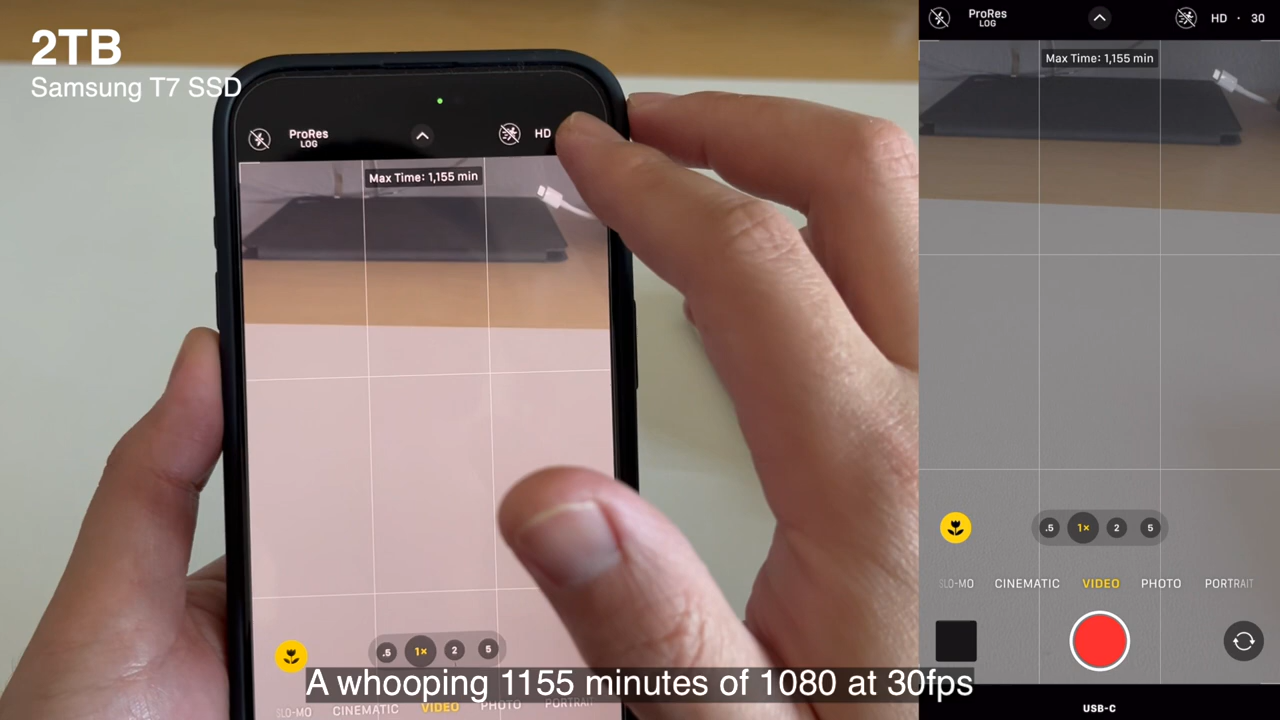 2TB
Samsung T7 SSD
ProRes
LOG
HD
Max Time: 1,155 min
.5 1× 2 5
SLO-MO CINEMATIC VIDEO PHOTO PORTRAIT
A whooping 1155 minutes of 1080 at 30fps
ProRes
LOG
HD · 30
Max Time: 1,155 min
.5 1× 2 5
SLO-MO CINEMATIC VIDEO PHOTO PORTRAIT
USB-C